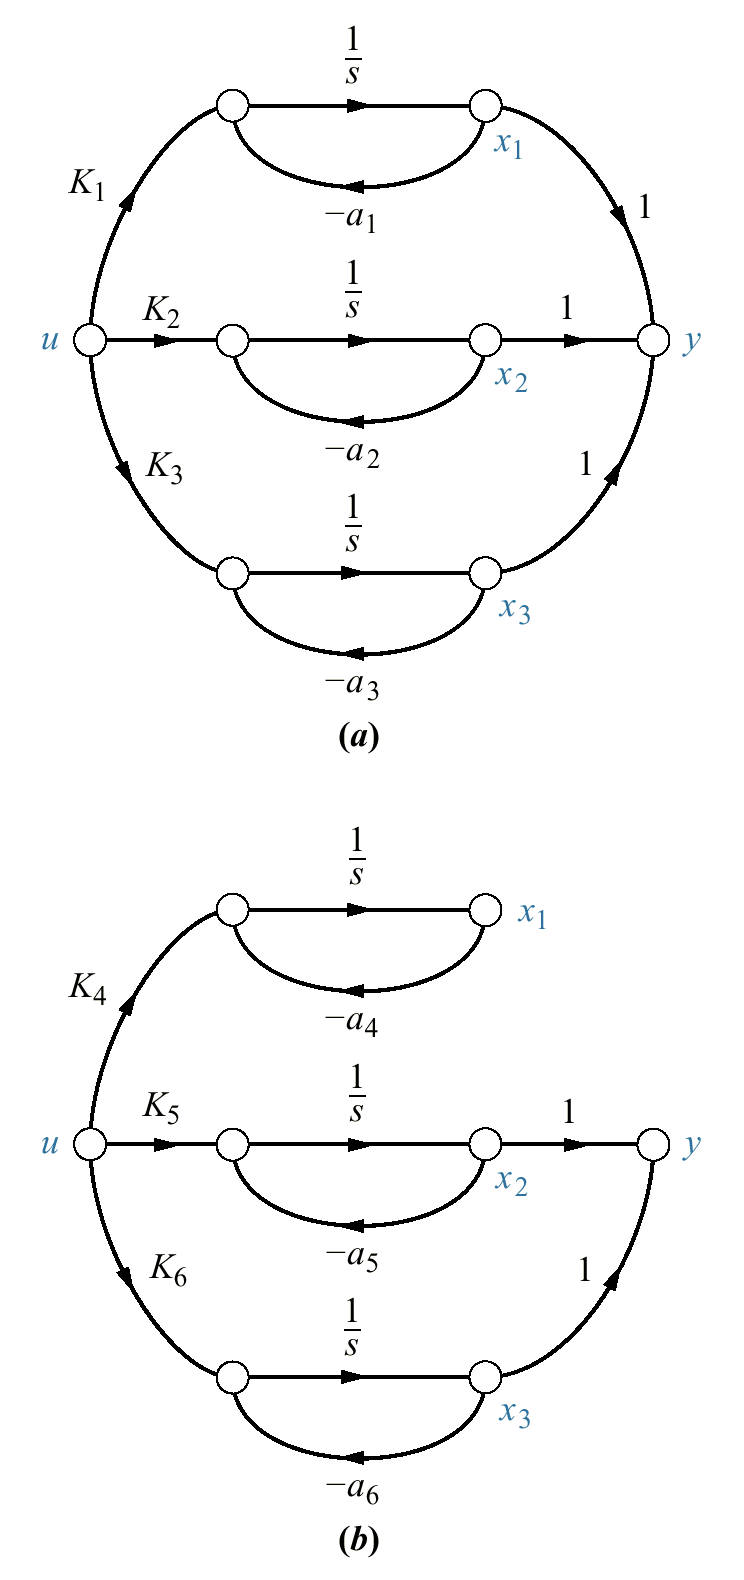 1/s
x₁
K₁
−a₁
1
1/s
K₂
1
u
y
x₂
−a₂
K₃
1
1/s
x₃
−a₃
(a)
1/s
x₁
K₄
−a₄
1/s
K₅
1
u
y
x₂
−a₅
K₆
1
1/s
x₃
−a₆
(b)